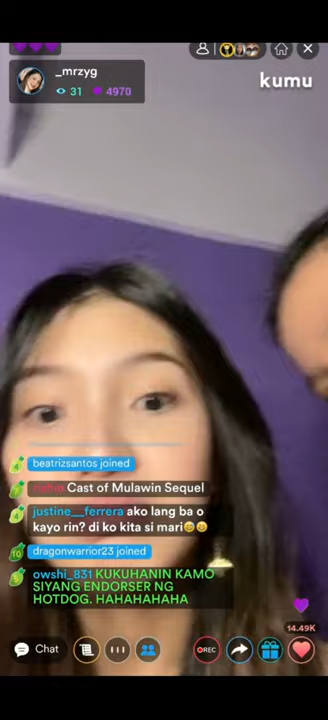 _mrzyg
31 4970
kumu
beatrizsantos joined
Cast of Mulawin Sequel
justine__ferrera ako lang ba o
kayo rin? di ko kita si mari
10 dragonwarrior23 joined
owshi_831 KUKUHANIN KAMO
SIYANG ENDORSER NG
HOTDOG. HAHAHAHAHA
14.49K
Chat
REC